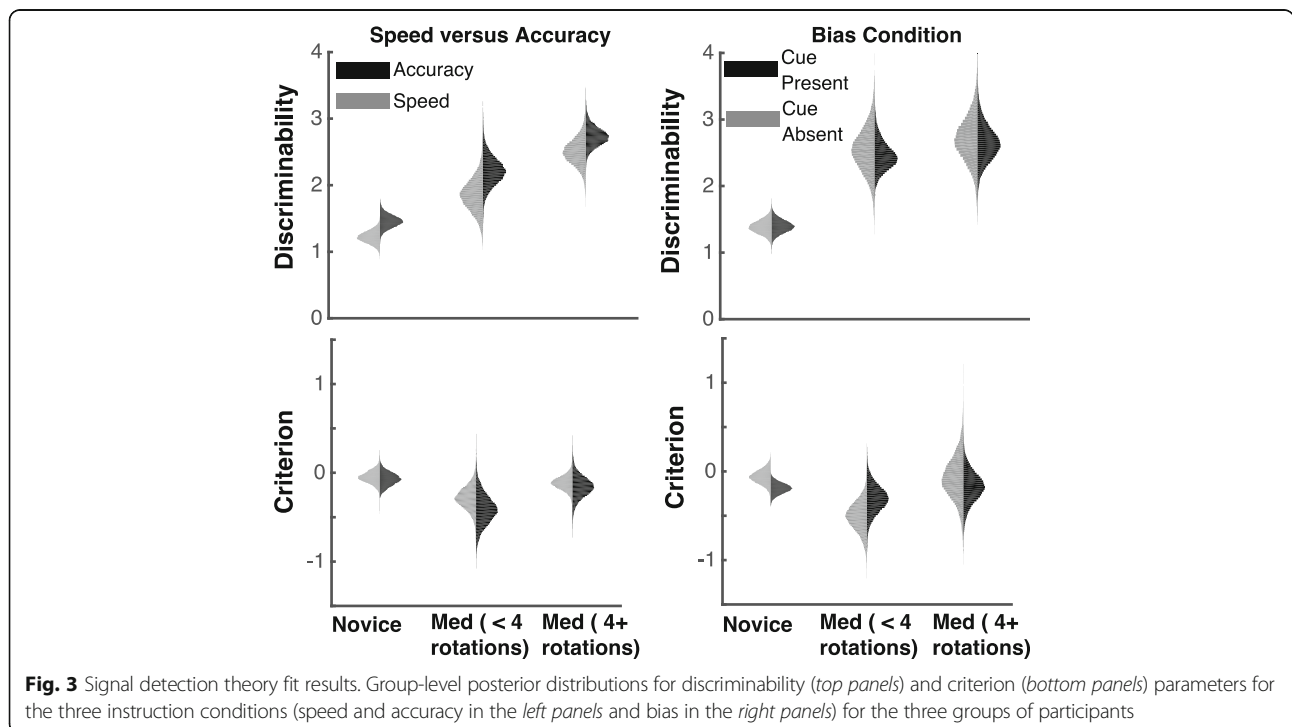 Speed versus Accuracy
Bias Condition
4
3
2
1
0
Discriminability
Accuracy
Speed
4
3
2
1
0
Discriminability
Cue
Present
Cue
Absent
1
0
-1
Criterion
Novice
Med ( < 4
rotations)
Med ( 4+
rotations)
1
0
-1
Criterion
Novice
Med ( < 4
rotations)
Med ( 4+
rotations)
Fig. 3 Signal detection theory fit results. Group-level posterior distributions for discriminability (top panels) and criterion (bottom panels) parameters for
the three instruction conditions (speed and accuracy in the left panels and bias in the right panels) for the three groups of participants